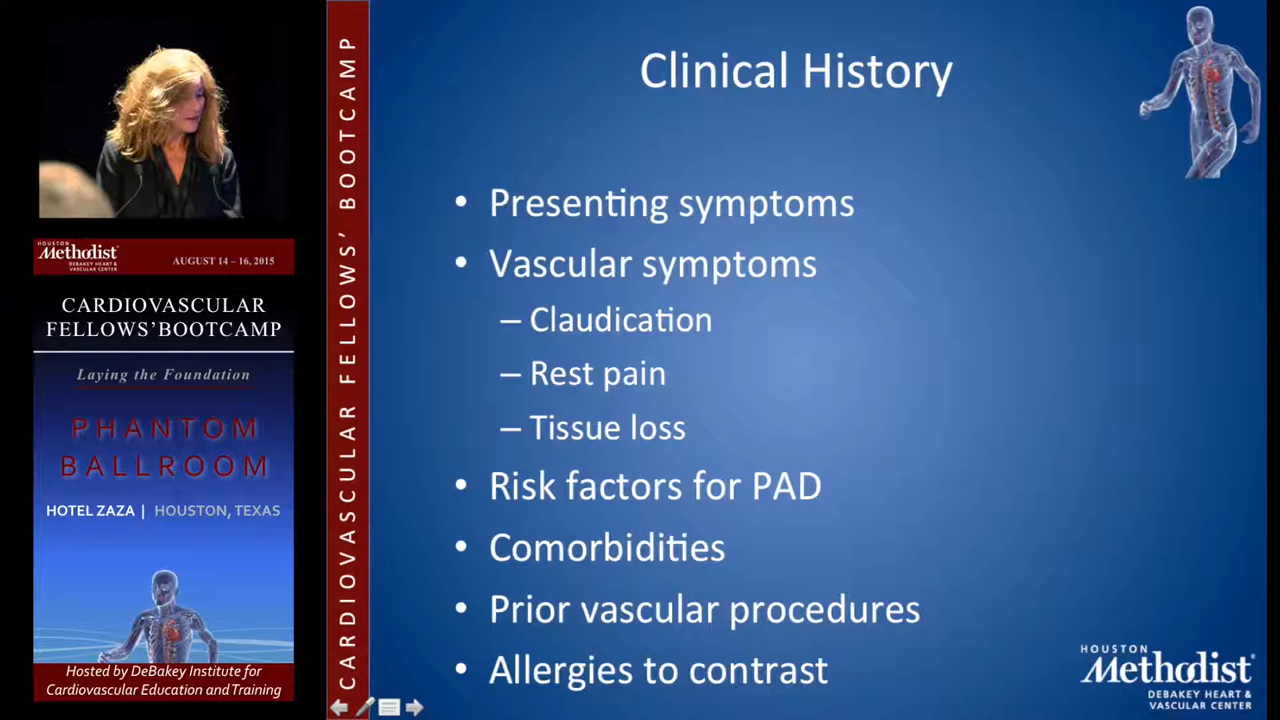 HOUSTON
Methodist
DEBAKEY HEART &
VASCULAR CENTER
AUGUST 14 – 16, 2015
CARDIOVASCULAR
FELLOWS' BOOTCAMP
Laying the Foundation
PHANTOM
BALLROOM
HOTEL ZAZA | HOUSTON, TEXAS
Hosted by DeBakey Institute for
Cardiovascular Education and Training
CARDIOVASCULAR FELLOWS' BOOTCAMP
Clinical History
• Presenting symptoms
• Vascular symptoms
– Claudication
– Rest pain
– Tissue loss
• Risk factors for PAD
• Comorbidities
• Prior vascular procedures
• Allergies to contrast
HOUSTON
Methodist
DEBAKEY HEART &
VASCULAR CENTER